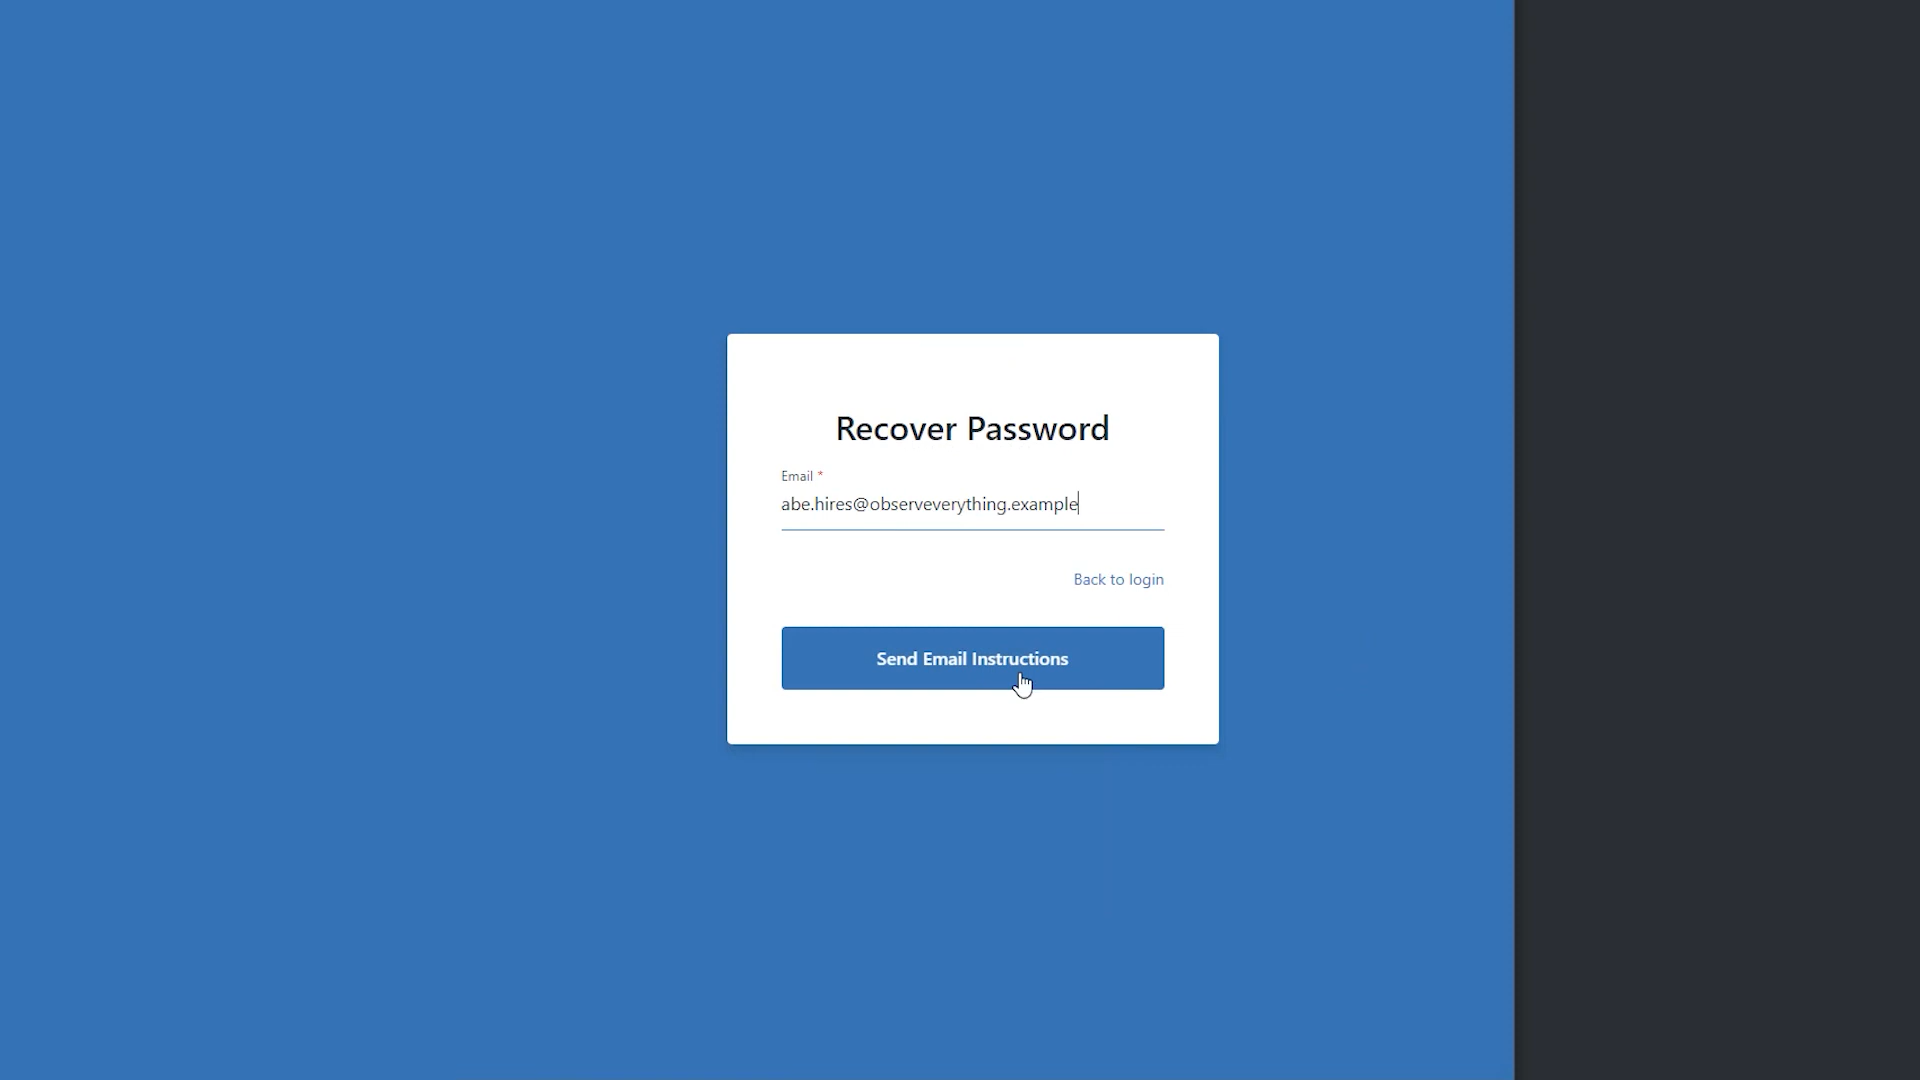 Recover Password
Email *
abe.hires@observeverything.example
Back to login
Send Email Instructions